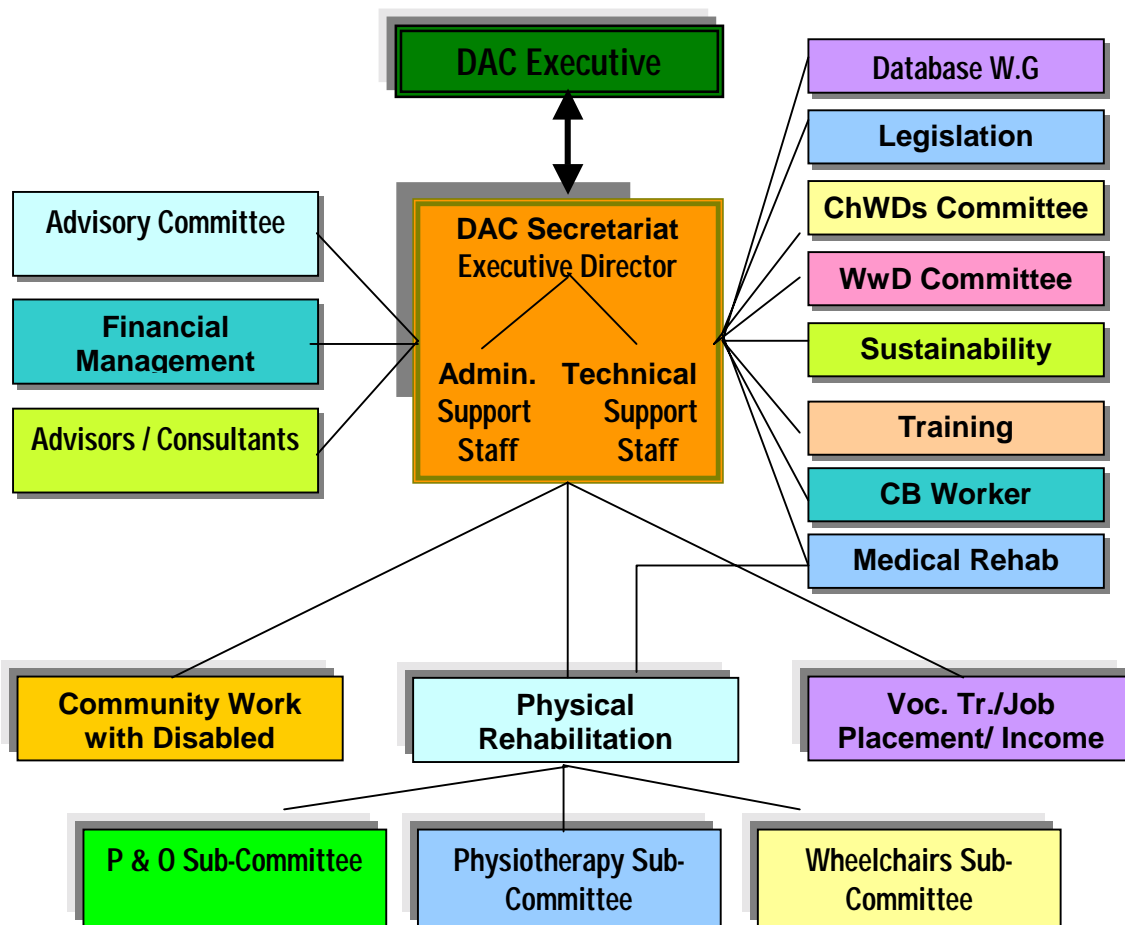 DAC Executive
Database W.G
Legislation
ChWDs Committee
WwD Committee
Sustainability
Training
CB Worker
Medical Rehab
Advisory Committee
Financial
Management
Advisors / Consultants
DAC Secretariat
Executive Director
Admin. Technical
Support Support
Staff Staff
Community Work
with Disabled
Physical
Rehabilitation
Voc. Tr./Job
Placement/ Income
P & O Sub-Committee
Physiotherapy Sub-
Committee
Wheelchairs Sub-
Committee